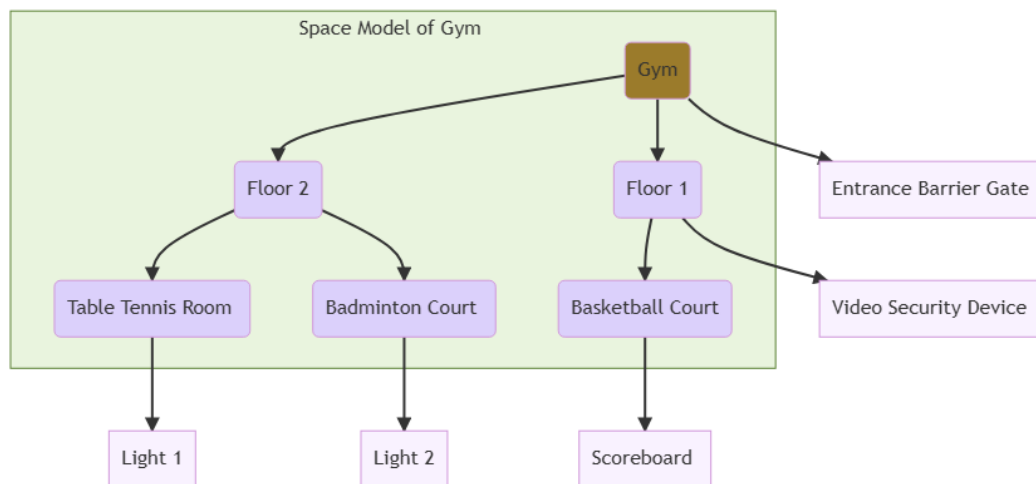 Space Model of Gym
Gym
Floor 2
Floor 1
Entrance Barrier Gate
Table Tennis Room
Badminton Court
Basketball Court
Video Security Device
Light 1
Light 2
Scoreboard